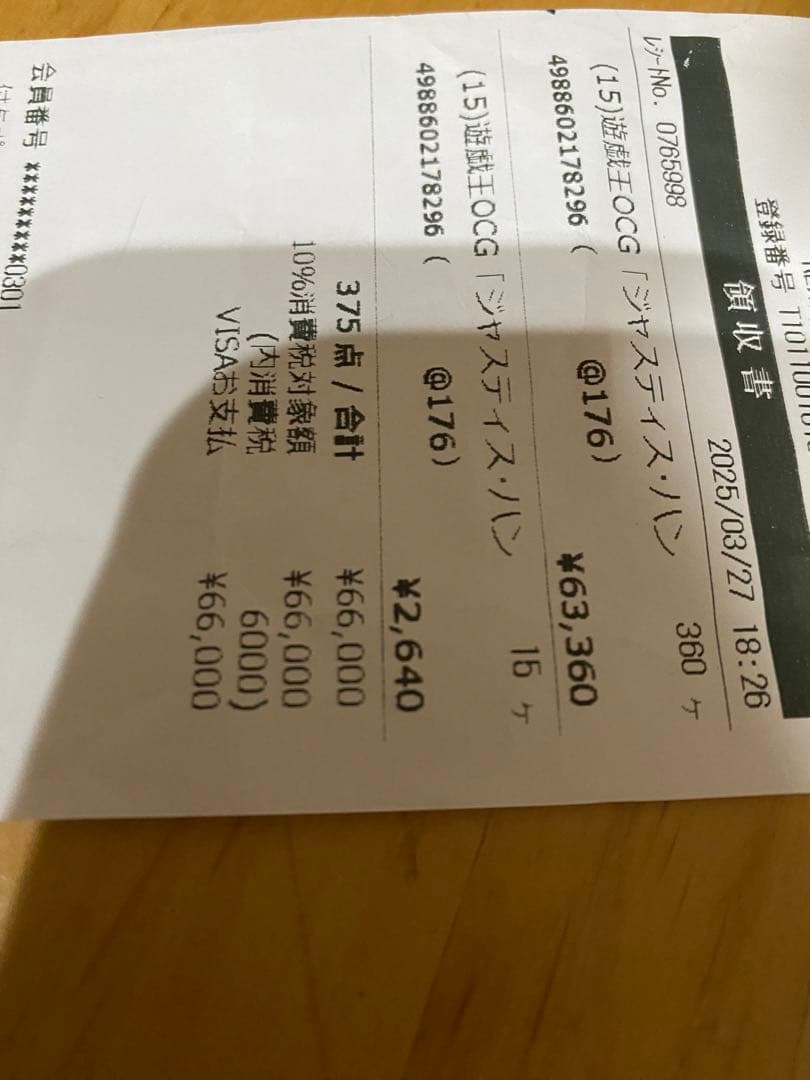 登録番号 T1011001
領収書
2025/03/27 18:26
レシートNo. 0765998
(15)遊戯王OCG「ジャスティス・ハン 360 ヶ
4988602178296 ( @176) ¥63,360
(15)遊戯王OCG「ジャスティス・ハン 15 ヶ
4988602178296 ( @176) ¥2,640
375 点 / 合計 ¥66,000
10%消費税対象額 ¥66,000
(内消費税 6000)
VISAお支払 ¥66,000
会員番号 *********0301